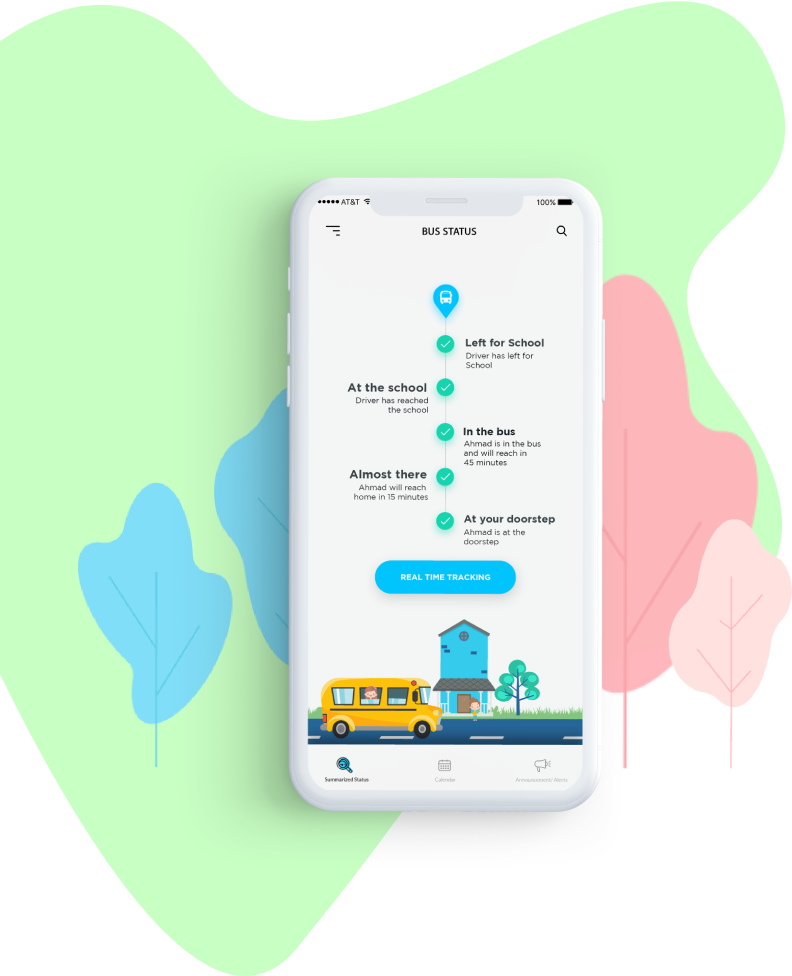 AT&T 100%
BUS STATUS
Left for School
Driver has left for
School
At the school
Driver has reached
the school
In the bus
Ahmad is in the bus
and will reach in
45 minutes
Almost there
Ahmad will reach
home in 15 minutes
At your doorstep
Ahmad is at the
doorstep
REAL TIME TRACKING
Summarized Status Calendar Announcement/ Alerts